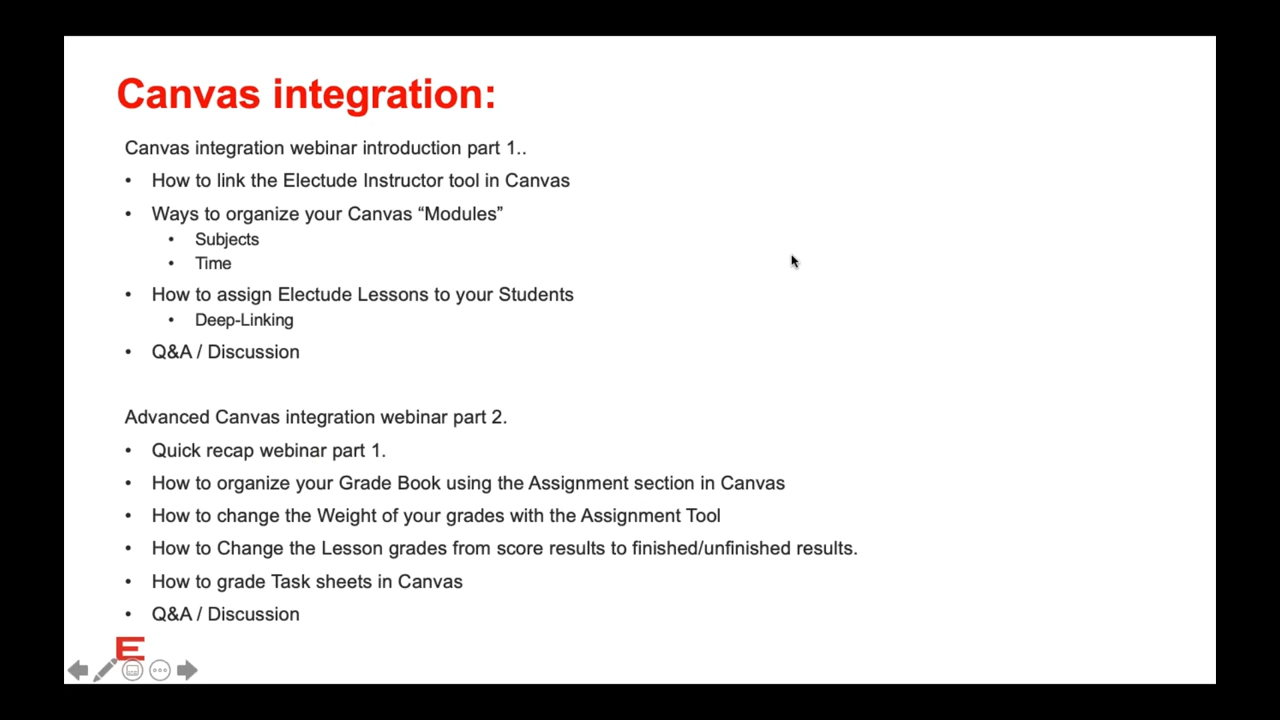 Canvas integration:
Canvas integration webinar introduction part 1..
• How to link the Electude Instructor tool in Canvas
• Ways to organize your Canvas “Modules”
• Subjects
• Time
• How to assign Electude Lessons to your Students
• Deep-Linking
• Q&A / Discussion
Advanced Canvas integration webinar part 2.
• Quick recap webinar part 1.
• How to organize your Grade Book using the Assignment section in Canvas
• How to change the Weight of your grades with the Assignment Tool
• How to Change the Lesson grades from score results to finished/unfinished results.
• How to grade Task sheets in Canvas
• Q&A / Discussion
E